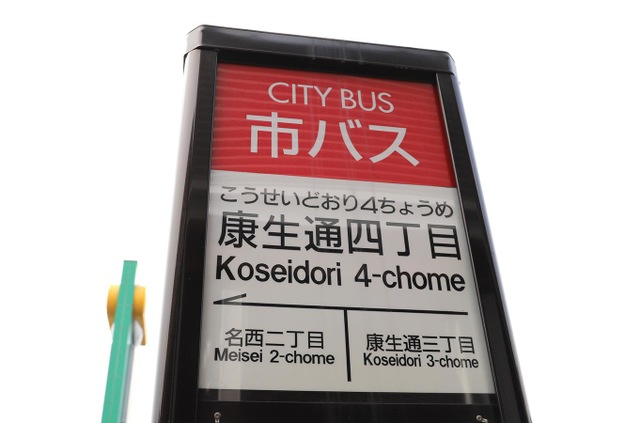 CITY BUS
市バス
こうせいどおり4ちょうめ
康生通四丁目
Koseidori 4-chome
名西二丁目
Meisei 2-chome
康生通三丁目
Koseidori 3-chome